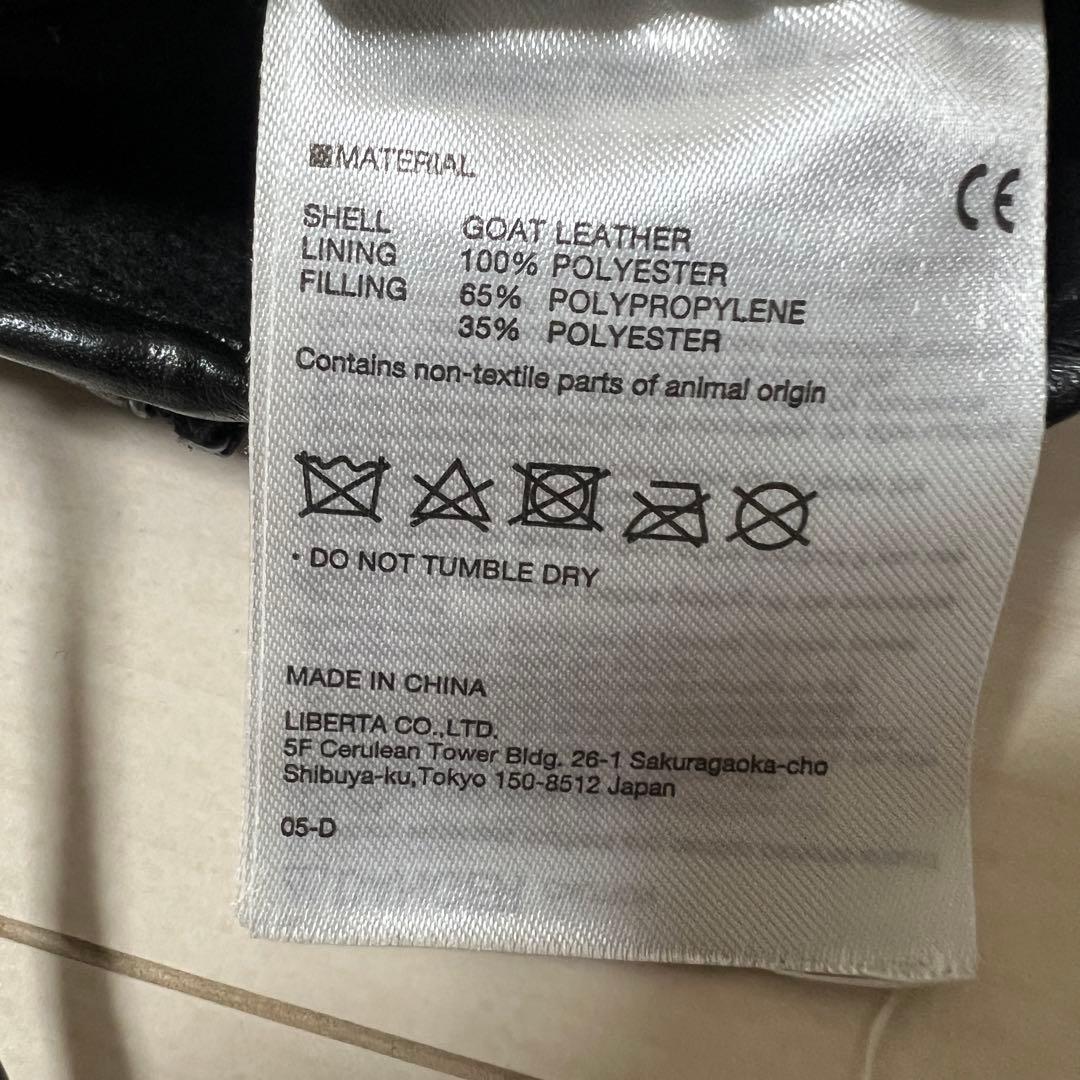 MATERIAL
CE
SHELL GOAT LEATHER
LINING 100% POLYESTER
FILLING 65% POLYPROPYLENE
35% POLYESTER
Contains non-textile parts of animal origin
• DO NOT TUMBLE DRY
MADE IN CHINA
LIBERTA CO.,LTD.
5F Cerulean Tower Bldg. 26-1 Sakuragaoka-cho
Shibuya-ku,Tokyo 150-8512 Japan
05-D